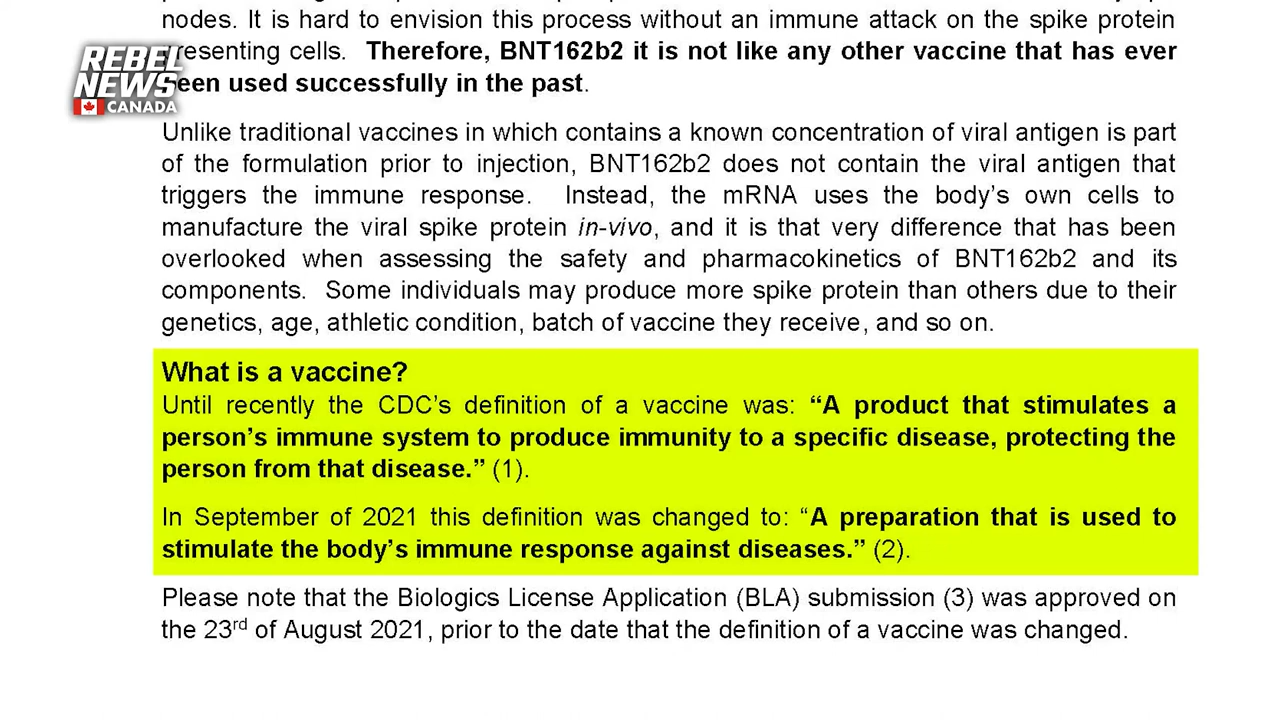 nodes. It is hard to envision this process without an immune attack on the spike protein
resenting cells. Therefore, BNT162b2 it is not like any other vaccine that has ever
een used successfully in the past.
REBEL
NEWS
CANADA
Unlike traditional vaccines in which contains a known concentration of viral antigen is part
of the formulation prior to injection, BNT162b2 does not contain the viral antigen that
triggers the immune response. Instead, the mRNA uses the body's own cells to
manufacture the viral spike protein in-vivo, and it is that very difference that has been
overlooked when assessing the safety and pharmacokinetics of BNT162b2 and its
components. Some individuals may produce more spike protein than others due to their
genetics, age, athletic condition, batch of vaccine they receive, and so on.
What is a vaccine?
Until recently the CDC's definition of a vaccine was: “A product that stimulates a
person's immune system to produce immunity to a specific disease, protecting the
person from that disease.” (1).
In September of 2021 this definition was changed to: “A preparation that is used to
stimulate the body's immune response against diseases.” (2).
Please note that the Biologics License Application (BLA) submission (3) was approved on
the 23rd of August 2021, prior to the date that the definition of a vaccine was changed.